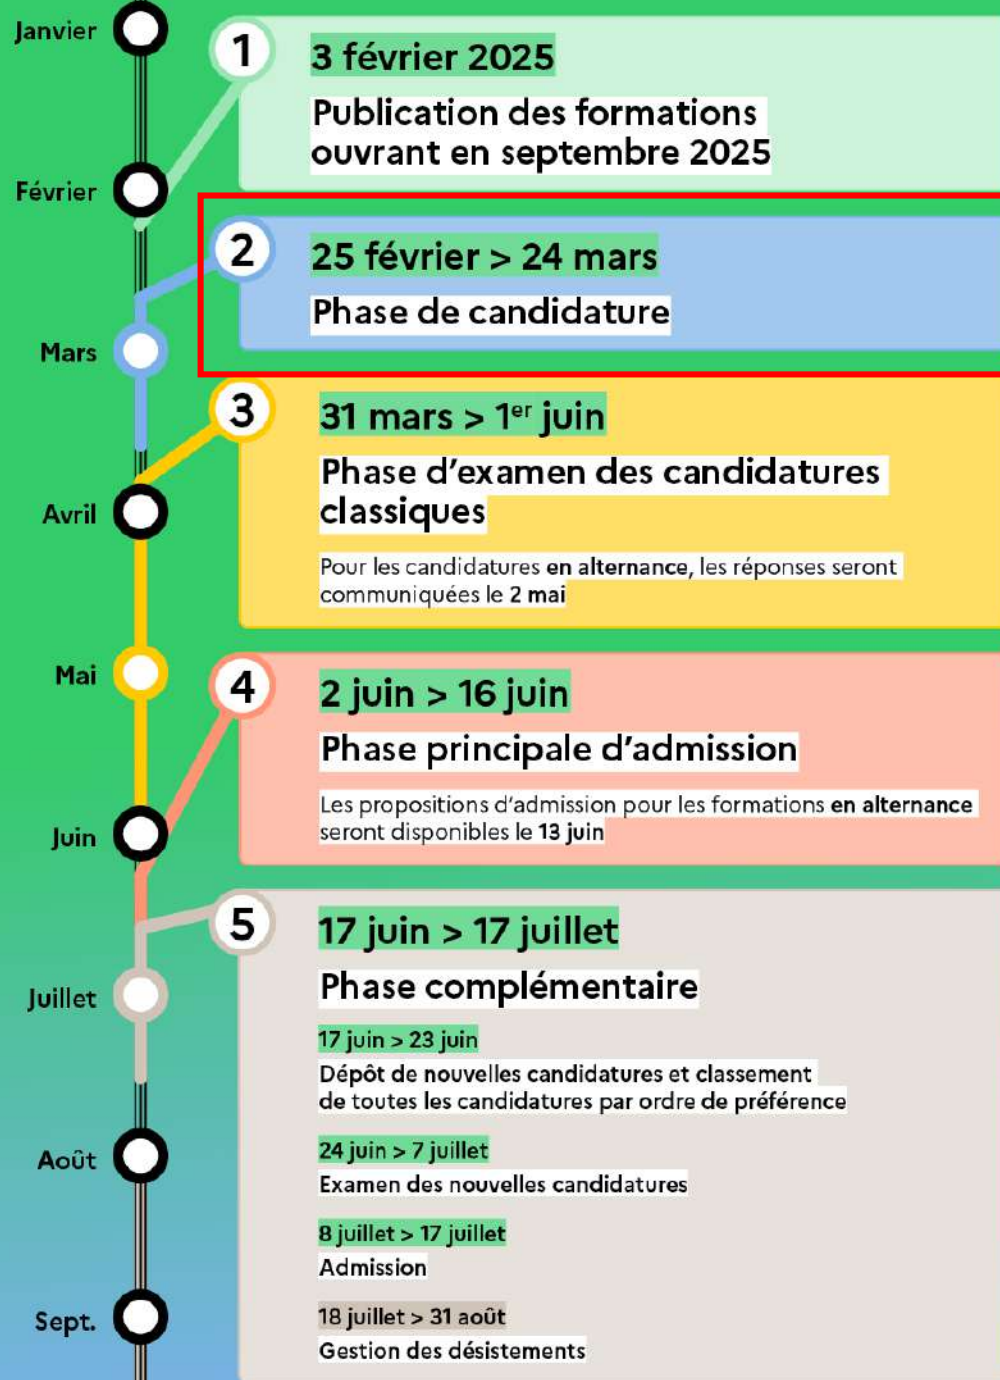 Janvier
1
3 février 2025
Publication des formations
ouvrant en septembre 2025
Février
2
25 février > 24 mars
Phase de candidature
Mars
3
31 mars > 1er juin
Phase d'examen des candidatures
classiques
Avril
Pour les candidatures en alternance, les réponses seront
communiquées le 2 mai
Mai
4
2 juin > 16 juin
Phase principale d'admission
Les propositions d'admission pour les formations en alternance
seront disponibles le 13 juin
Juin
5
17 juin > 17 juillet
Phase complémentaire
Juillet
17 juin > 23 juin
Dépôt de nouvelles candidatures et classement
de toutes les candidatures par ordre de préférence
Août
24 juin > 7 juillet
Examen des nouvelles candidatures
8 juillet > 17 juillet
Admission
Sept.
18 juillet > 31 août
Gestion des désistements